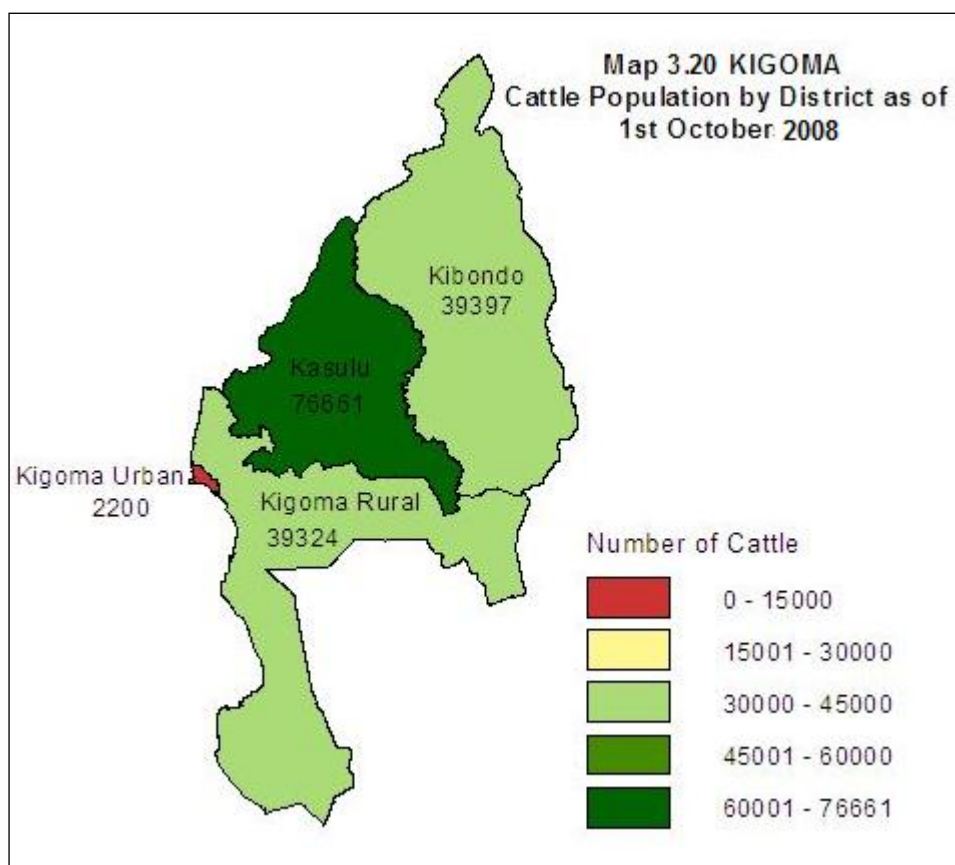 Map 3.20 KIGOMA
Cattle Population by District as of
1st October 2008
Kibondo
39397
Kasulu
76661
Kigoma Urban
2200
Kigoma Rural
39324
Number of Cattle
0 - 15000
15001 - 30000
30000 - 45000
45001 - 60000
60001 - 76661